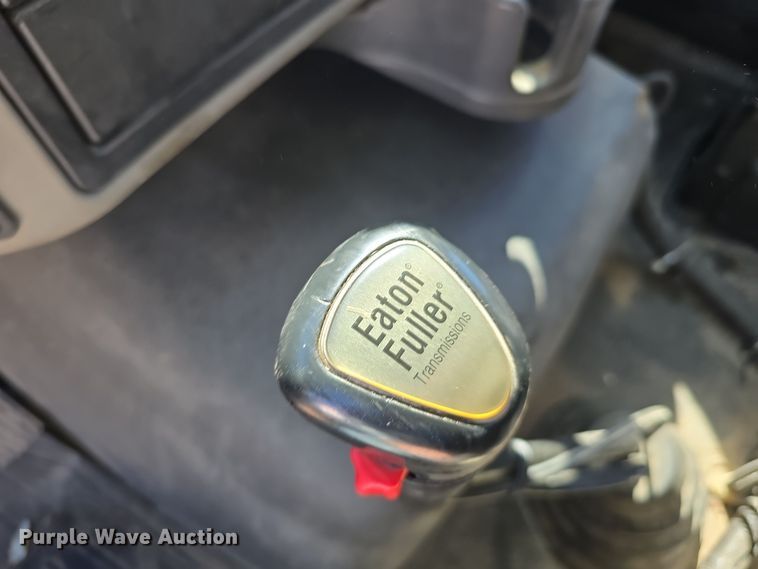 Eaton®
Fuller®
Transmissions
Purple Wave Auction